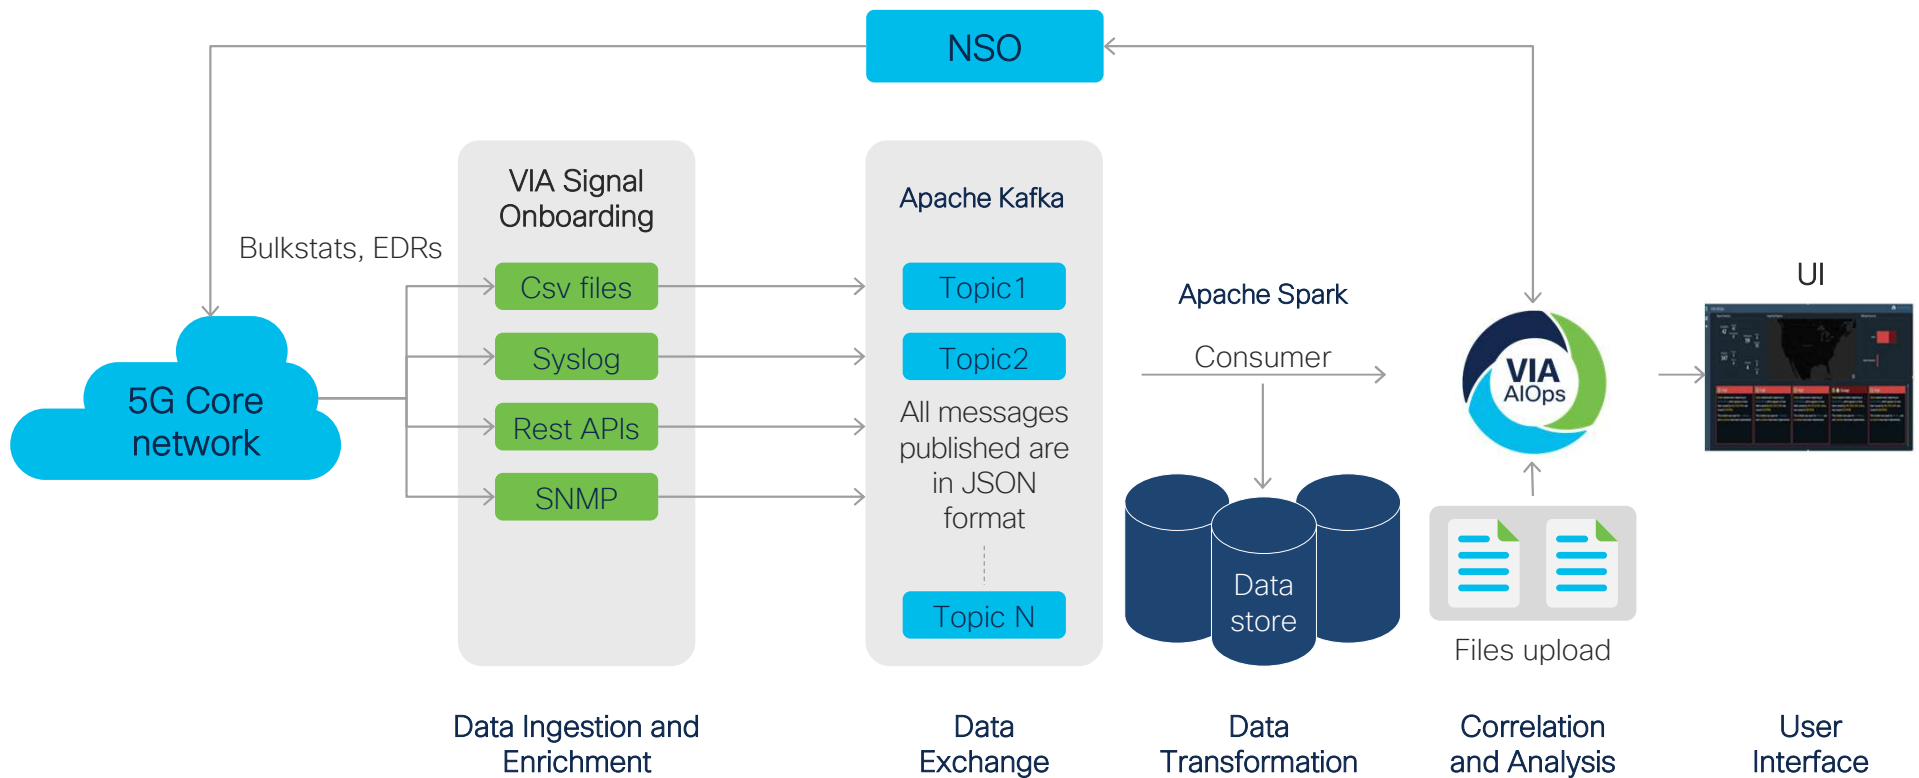 NSO
VIA Signal
Onboarding
Apache Kafka
Bulkstats, EDRs
Csv files
Syslog
Rest APIs
SNMP
Topic1
Topic2
All messages
published are
in JSON
format
Topic N
5G Core
network
Apache Spark
Consumer
Data
store
VIA
AIOps
Files upload
UI
Data Ingestion and
Enrichment
Data
Exchange
Data
Transformation
Correlation
and Analysis
User
Interface